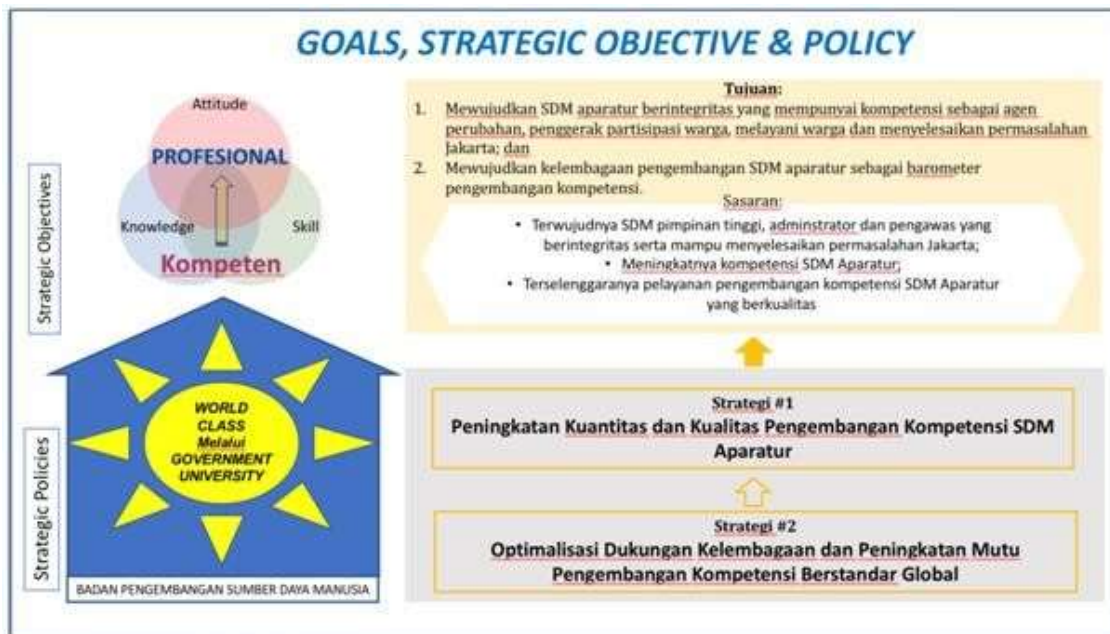 GOALS, STRATEGIC OBJECTIVE & POLICY
Strategic Objectives
Attitude
PROFESIONAL
Knowledge
Skill
Kompeten
Tujuan:
1. Mewujudkan SDM aparatur berintegritas yang mempunyai kompetensi sebagai agen
perubahan, penggerak partisipasi warga, melayani warga dan menyelesaikan permasalahan
Jakarta; dan
2. Mewujudkan kelembagaan pengembangan SDM aparatur sebagai barometer
pengembangan kompetensi.
Sasaran:
• Terwujudnya SDM pimpinan tinggi, adminstrator dan pengawas yang
berintegritas serta mampu menyelesaikan permasalahan Jakarta;
• Meningkatnya kompetensi SDM Aparatur;
• Terselenggaranya pelayanan pengembangan kompetensi SDM Aparatur
yang berkualitas
Strategic Policies
WORLD
CLASS
Melalui
GOVERNMENT
UNIVERSITY
BADAN PENGEMBANGAN SUMBER DAYA MANUSIA
Strategi #1
Peningkatan Kuantitas dan Kualitas Pengembangan Kompetensi SDM
Aparatur
Strategi #2
Optimalisasi Dukungan Kelembagaan dan Peningkatan Mutu
Pengembangan Kompetensi Berstandar Global